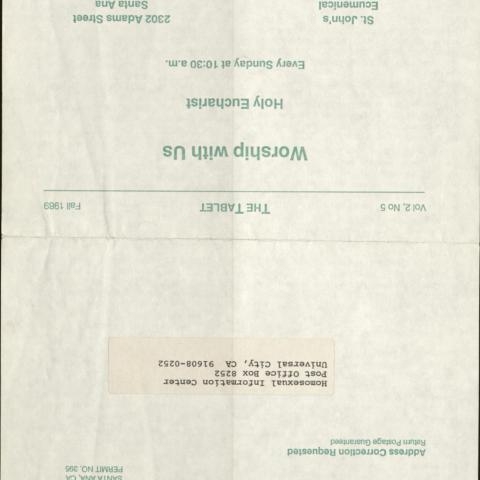 SANTA ANA, CA
PERMIT NO. 395
Address Correction Requested
Return Postage Guaranteed
Homosexual Information Center
Post Office Box 8252
Universal City, CA 91608-0252
Vol 2, No 5 THE TABLET Fall 1989
Worship with Us
Holy Eucharist
Every Sunday at 10:30 a.m.
St. John's 2302 Adams Street
Ecumenical Santa Ana